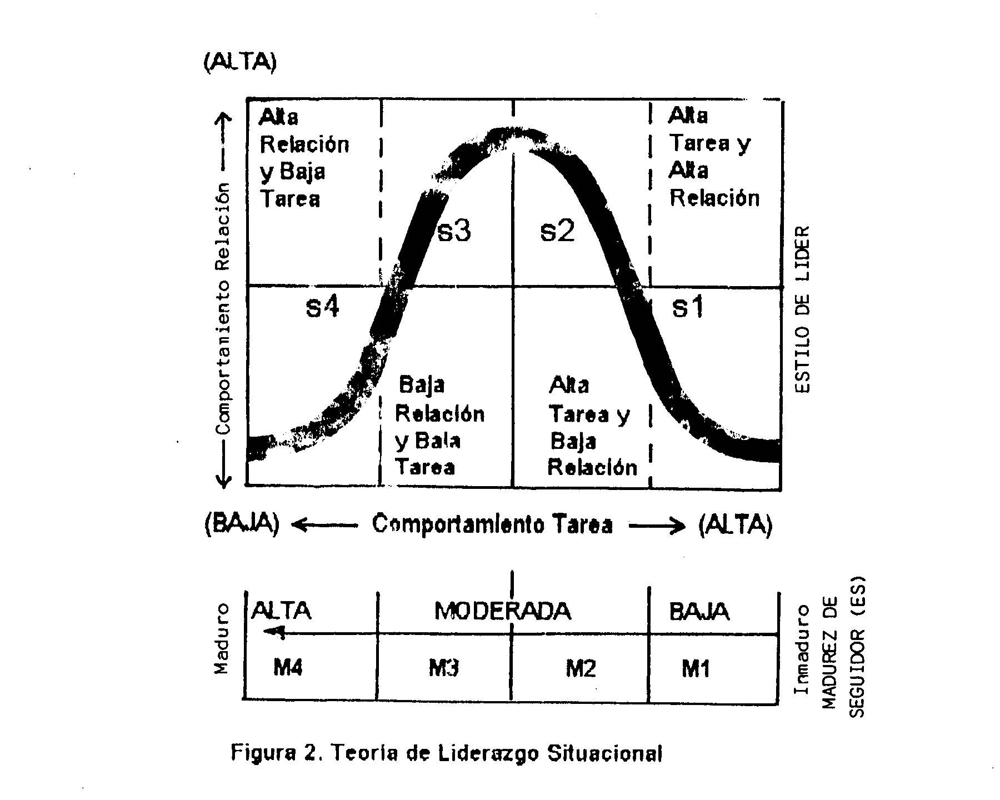 (ALTA)
Alta
Relación
y Baja
Tarea
Alta
Tarea y
Alta
Relación
s3
s2
s4
s1
Baja
Relación
y Bala
Tarea
Alta
Tarea y
Baja
Relación
Comportamiento Relación
ESTILO DE LIDER
(BAJA)
Comportamiento Tarea
(ALTA)
Maduro
ALTA
MODERADA
BAJA
M4
M3
M2
M1
Inmaduro
MADUREZ DE
SEGUIDOR (ES)
Figura 2. Teoría de Liderazgo Situacional